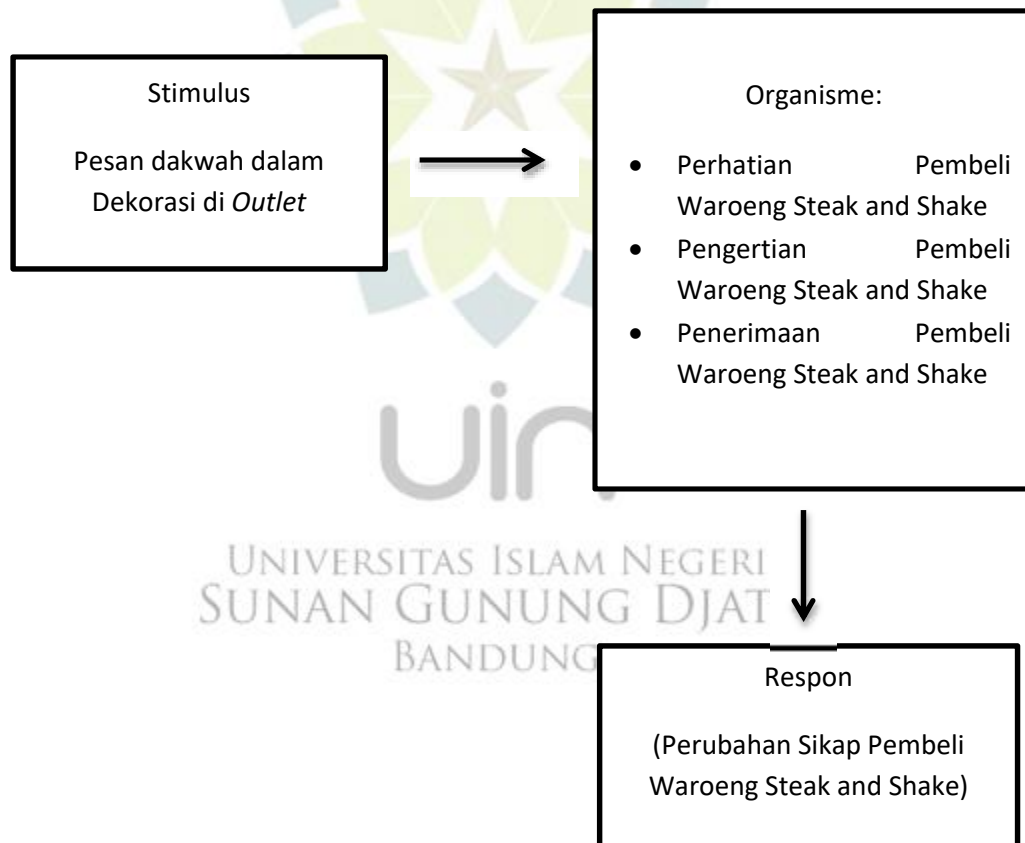 Stimulus
Pesan dakwah dalam
Dekorasi di Outlet
Organisme:
• Perhatian Pembeli
Waroeng Steak and Shake
• Pengertian Pembeli
Waroeng Steak and Shake
• Penerimaan Pembeli
Waroeng Steak and Shake
uin
UNIVERSITAS ISLAM NEGERI
SUNAN GUNUNG DJAT
BANDUNG
Respon
(Perubahan Sikap Pembeli
Waroeng Steak and Shake)